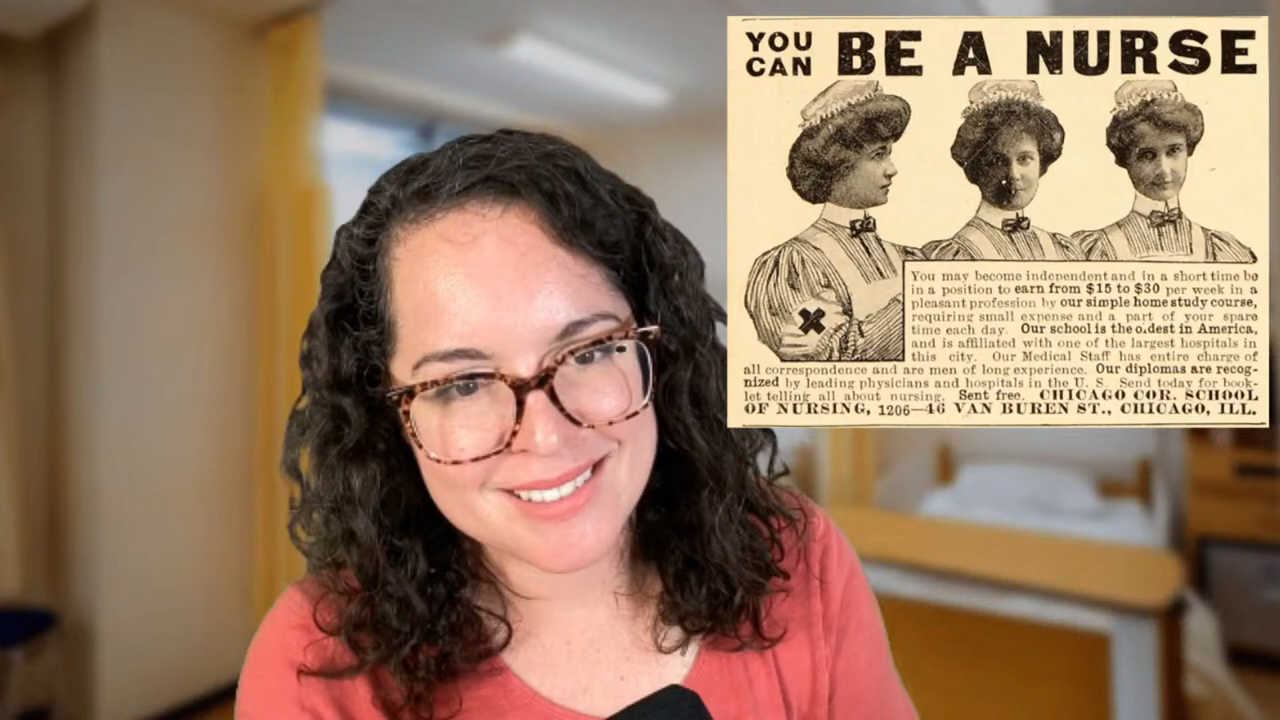 YOU CAN BE A NURSE
You may become independent and in a short time be
in a position to earn from $15 to $30 per week in a
pleasant profession by our simple home study course,
requiring small expense and a part of your spare
time each day. Our school is the oldest in America,
and is affiliated with one of the largest hospitals in
this city. Our Medical Staff has entire charge of
all correspondence and are men of long experience. Our diplomas are recog-
nized by leading physicians and hospitals in the U. S. Send today for book-
let telling all about nursing. Sent free. CHICAGO COR. SCHOOL
OF NURSING, 1206—46 VAN BUREN ST., CHICAGO, ILL.